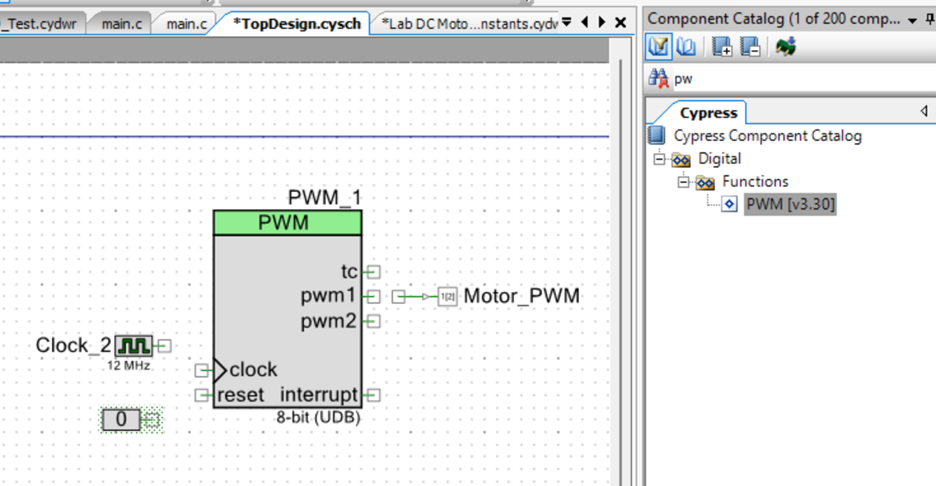 _Test.cydwr main.c main.c *TopDesign.cysch *Lab DC Moto...nstants.cydw
Component Catalog (1 of 200 comp...
pw
Cypress
Cypress Component Catalog
Digital
Functions
PWM [v3.30]
PWM_1
PWM
tc
pwm1
Motor_PWM
pwm2
Clock_2
12 MHz
clock
reset interrupt
0
8-bit (UDB)